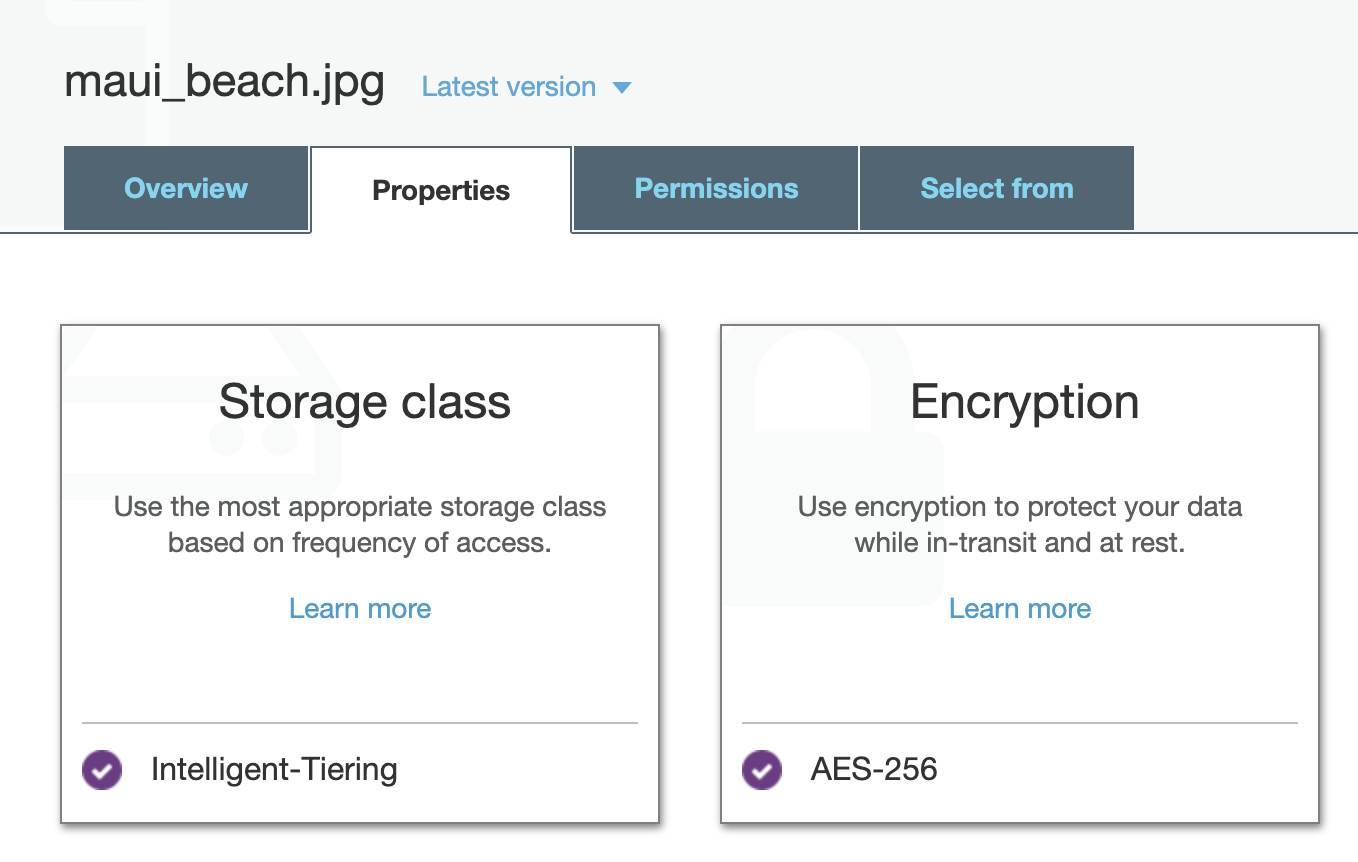 maui_beach.jpg Latest version
Overview Properties Permissions Select from
Storage class
Use the most appropriate storage class
based on frequency of access.
Learn more
Intelligent-Tiering
Encryption
Use encryption to protect your data
while in-transit and at rest.
Learn more
AES-256